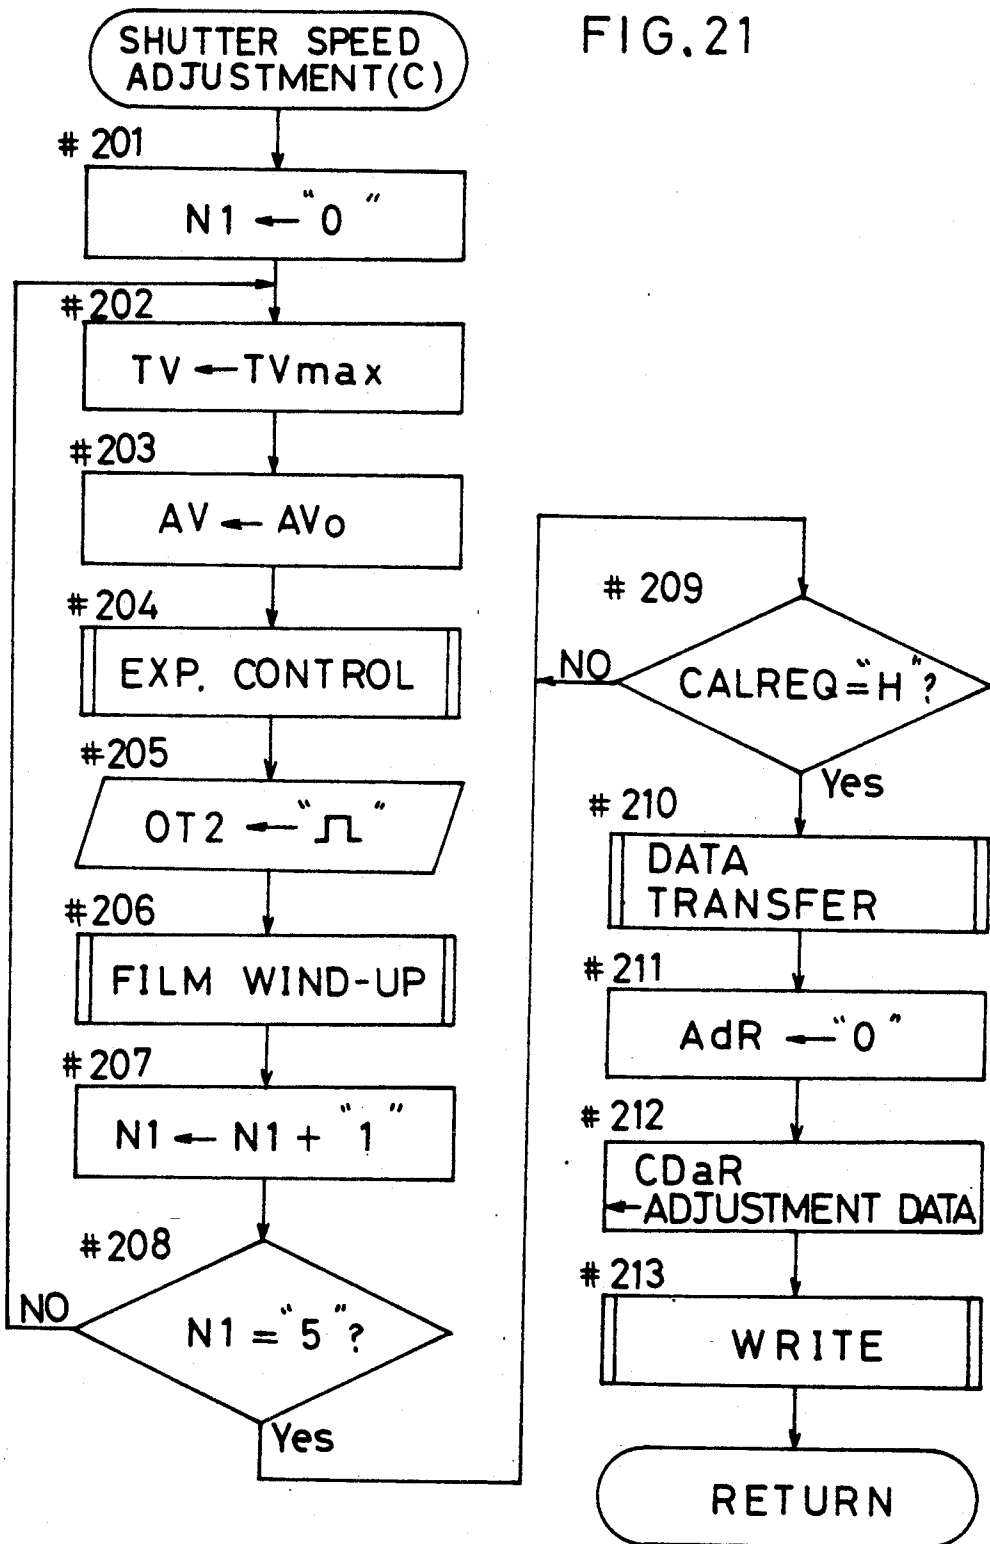 FIG.21
SHUTTER SPEED
ADJUSTMENT(C)
#201
N1 ← "0"
#202
TV ← TVmax
#203
AV ← AVo
#204
EXP. CONTROL
#205
OT2 ← "⎍"
#206
FILM WIND-UP
#207
N1 ← N1 + "1"
#208
N1 = "5"?
NO
Yes
#209
CALREQ = "H"?
NO
Yes
#210
DATA
TRANSFER
#211
AdR ← "0"
#212
CDaR
←ADJUSTMENT DATA
#213
WRITE
RETURN